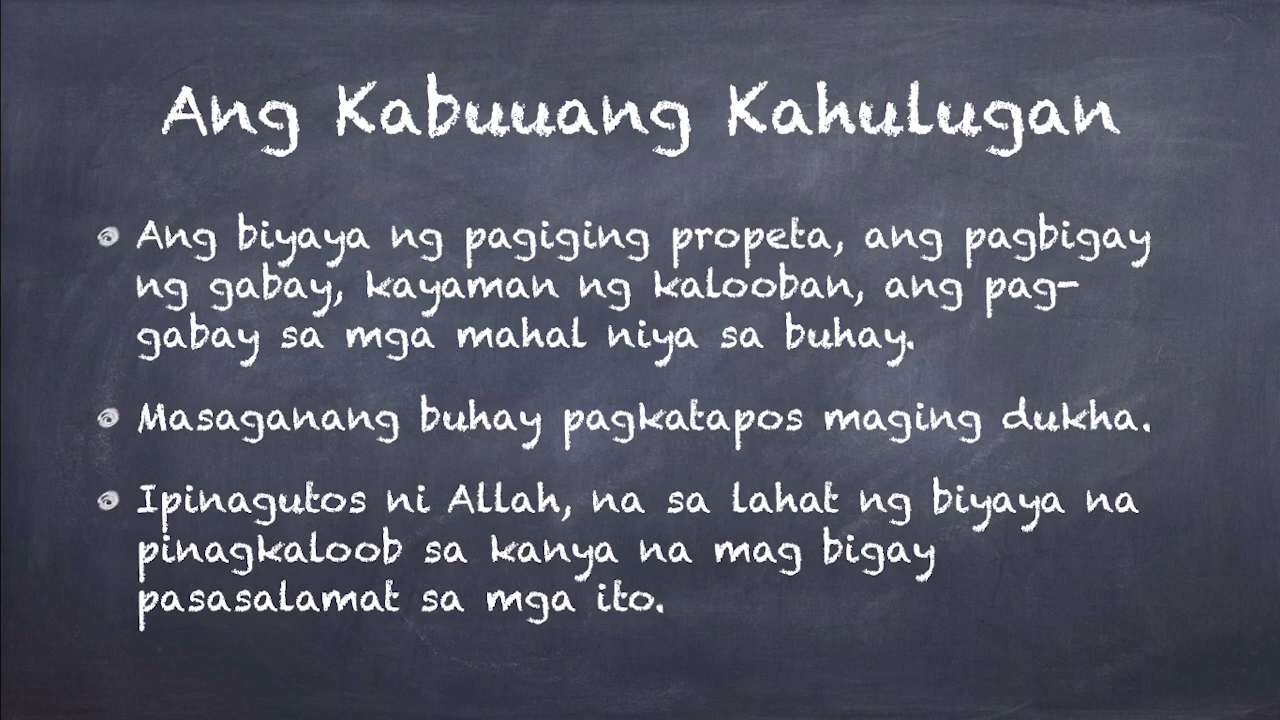 Ang Kabuuang Kahulugan
Ang biyaya ng pagiging propeta, ang pagbigay
ng gabay, kayaman ng kalooban, ang pag-
gabay sa mga mahal niya sa buhay.
Masaganang buhay pagkatapos maging dukha.
Ipinagutos ni Allah, na sa lahat ng biyaya na
pinagkaloob sa kanya na mag bigay
pasasalamat sa mga ito.